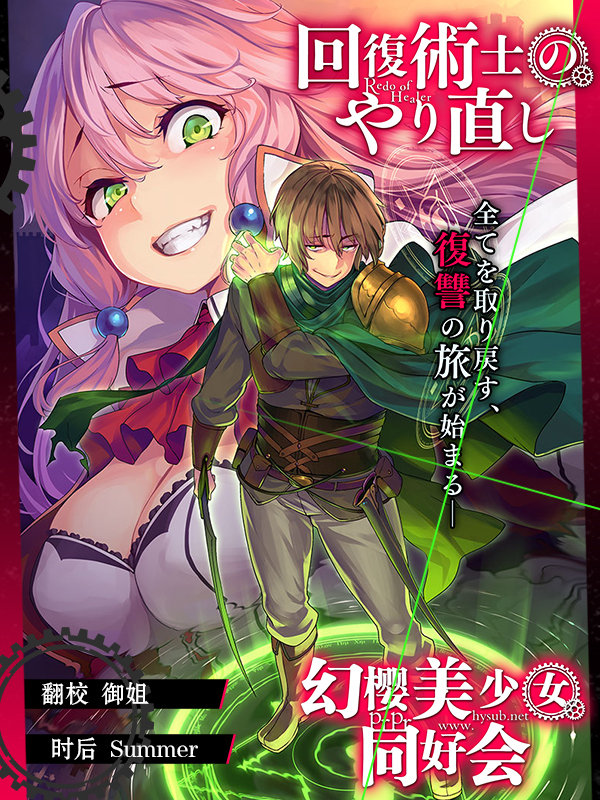 回復術士の
Redo of
Healer
やり直し
全てを取り戻す、
復讐の旅が始まる―
翻校 御姐
时后 Summer
幻樱美少女
prpr
www.hysub.net
同好会